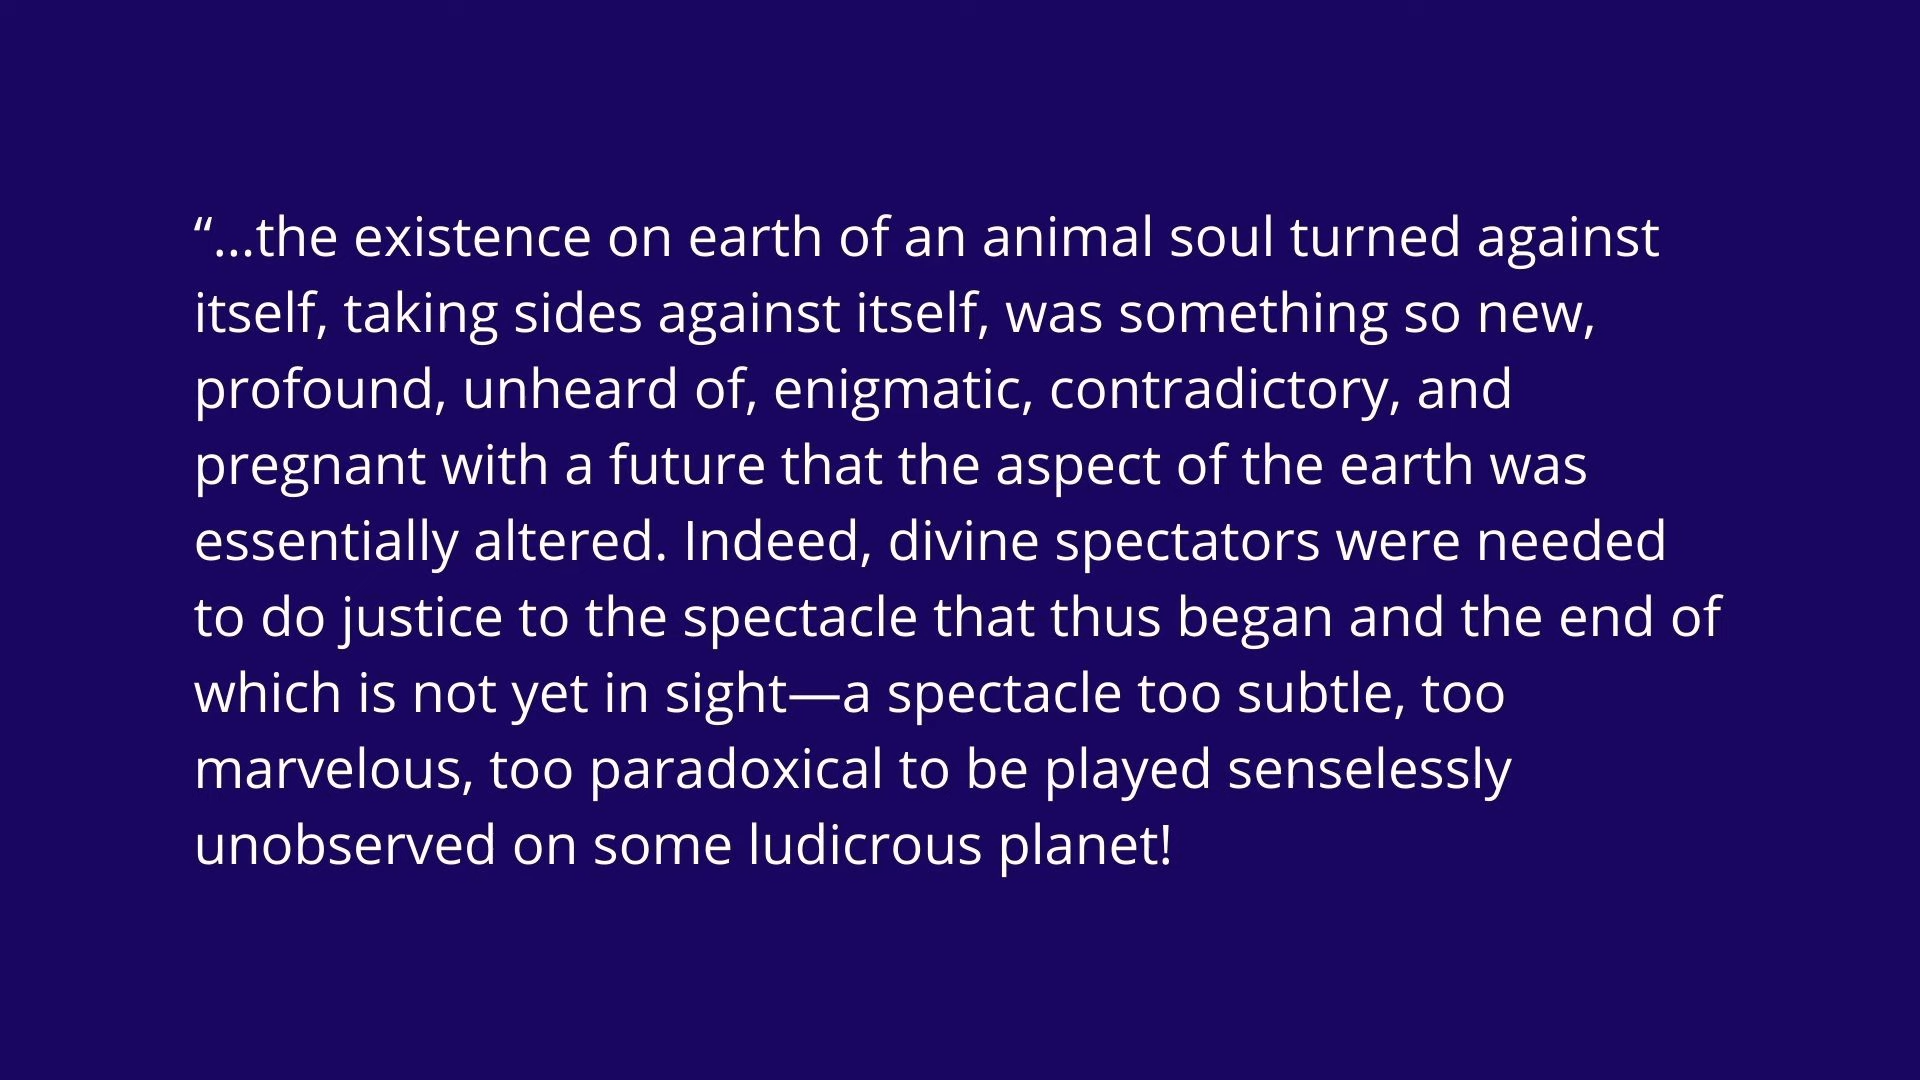 “...the existence on earth of an animal soul turned against
itself, taking sides against itself, was something so new,
profound, unheard of, enigmatic, contradictory, and
pregnant with a future that the aspect of the earth was
essentially altered. Indeed, divine spectators were needed
to do justice to the spectacle that thus began and the end of
which is not yet in sight—a spectacle too subtle, too
marvelous, too paradoxical to be played senselessly
unobserved on some ludicrous planet!